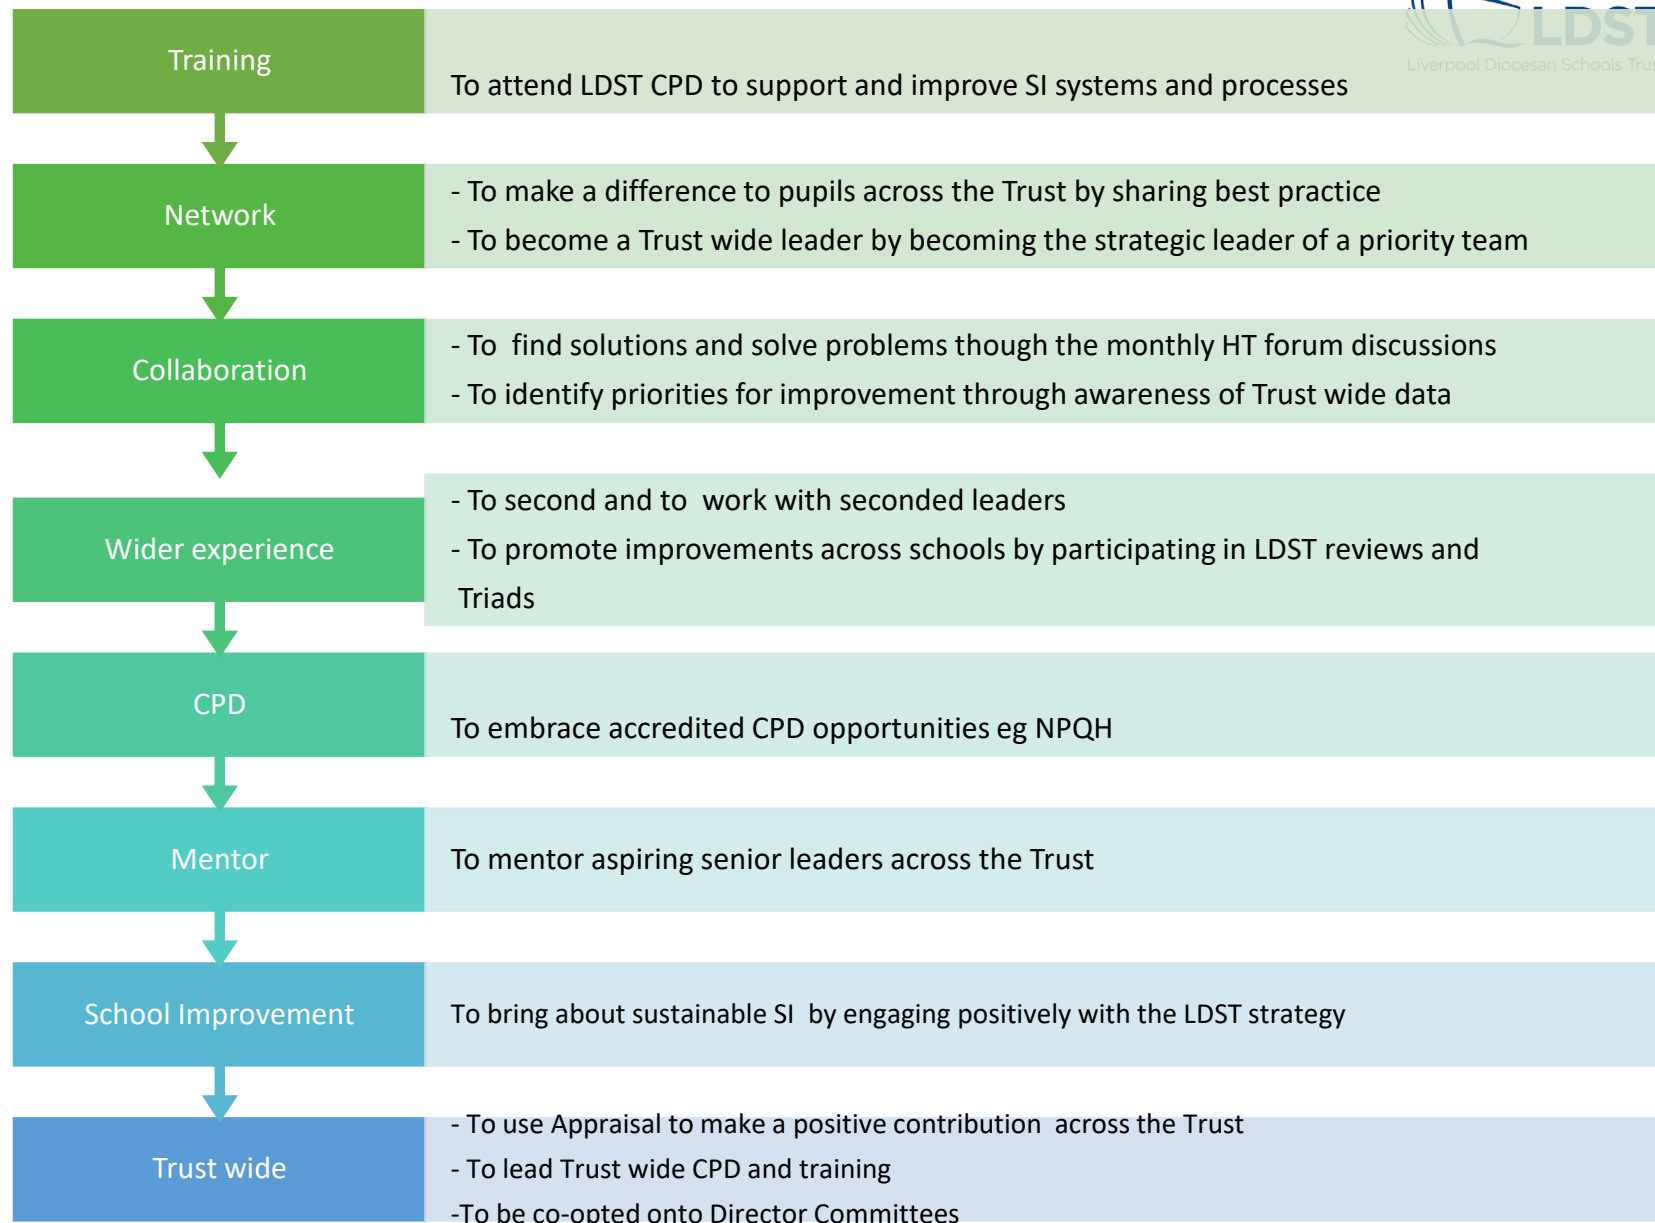 LDST
Liverpool Diocesan Schools Trus
Training
To attend LDST CPD to support and improve SI systems and processes
Network
- To make a difference to pupils across the Trust by sharing best practice
- To become a Trust wide leader by becoming the strategic leader of a priority team
Collaboration
- To  find solutions and solve problems though the monthly HT forum discussions
- To identify priorities for improvement through awareness of Trust wide data
Wider experience
- To second and to  work with seconded leaders
- To promote improvements across schools by participating in LDST reviews and
Triads
CPD
To embrace accredited CPD opportunities eg NPQH
Mentor
To mentor aspiring senior leaders across the Trust
School Improvement
To bring about sustainable SI  by engaging positively with the LDST strategy
Trust wide
- To use Appraisal to make a positive contribution  across the Trust
- To lead Trust wide CPD and training
-To be co-opted onto Director Committees